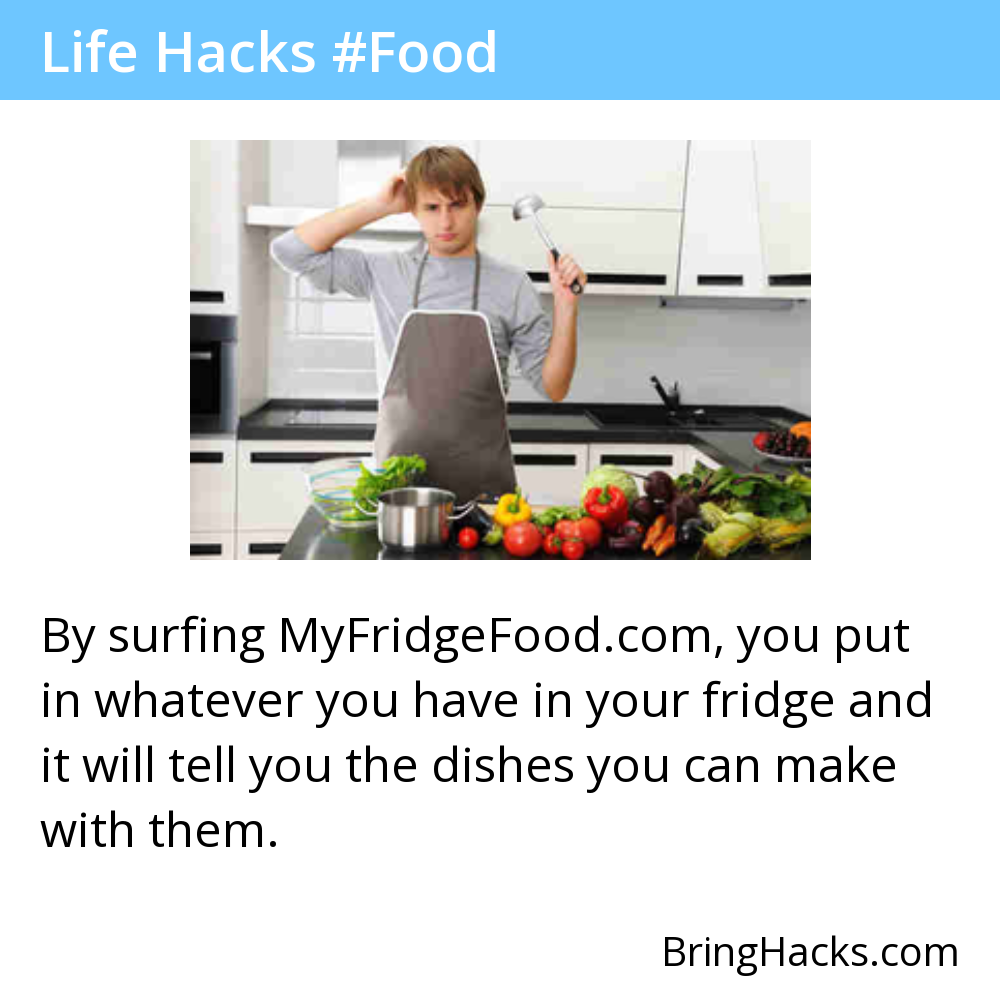 Life Hacks #Food
By surfing MyFridgeFood.com, you put
in whatever you have in your fridge and
it will tell you the dishes you can make
with them.
BringHacks.com